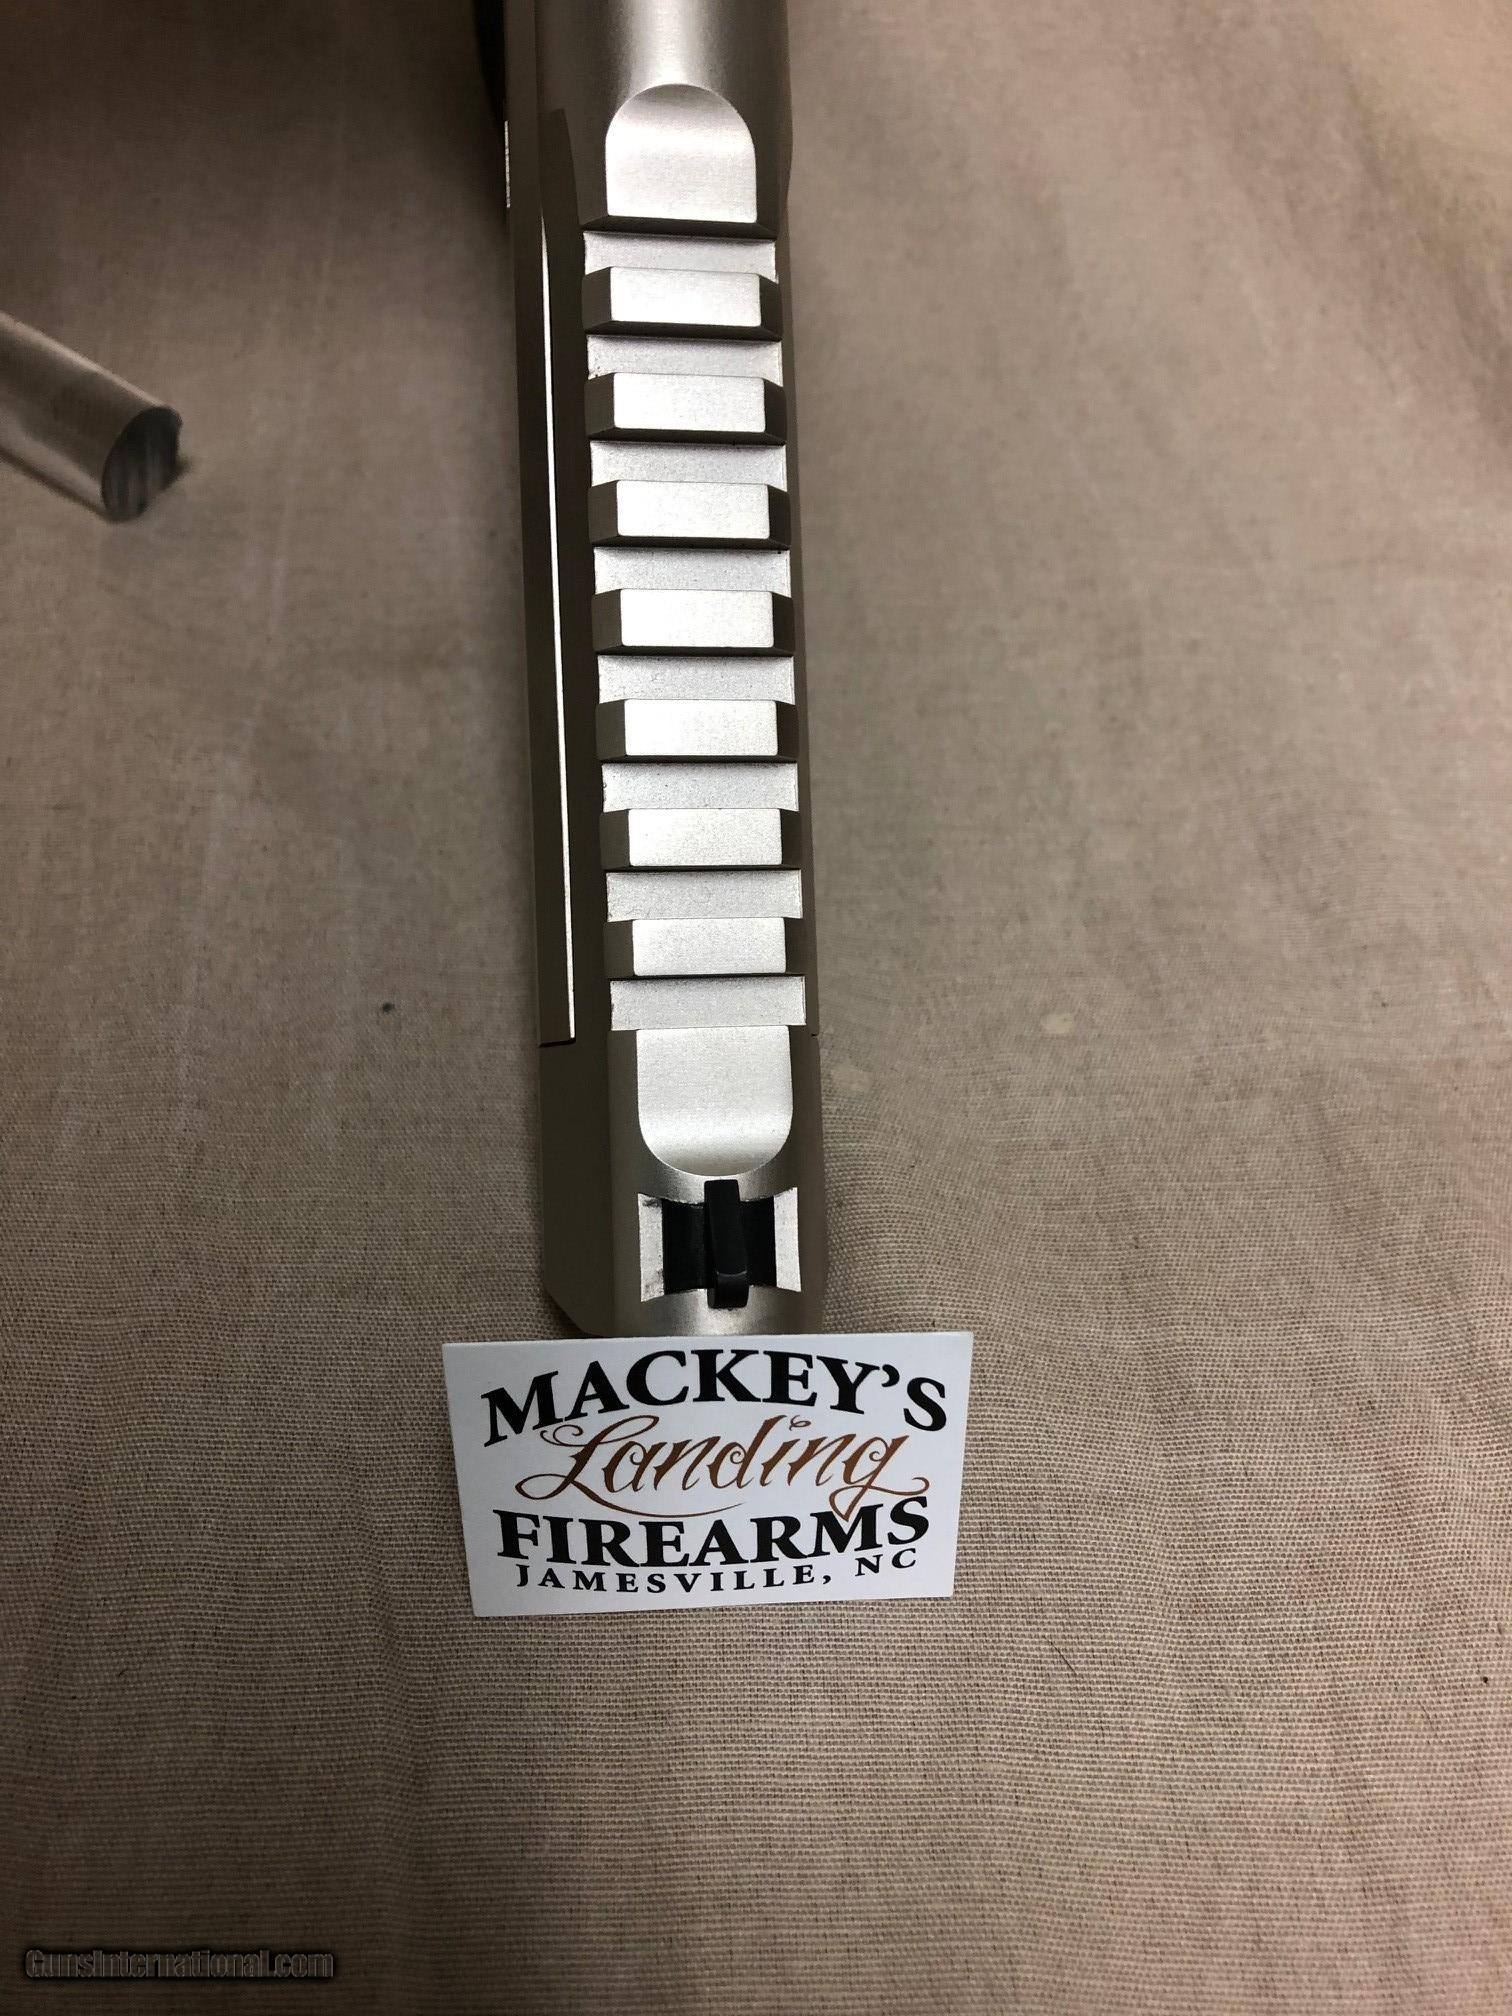 MACKEY'S
Landing
FIREARMS
JAMESVILLE, NC
GunsInternational.com